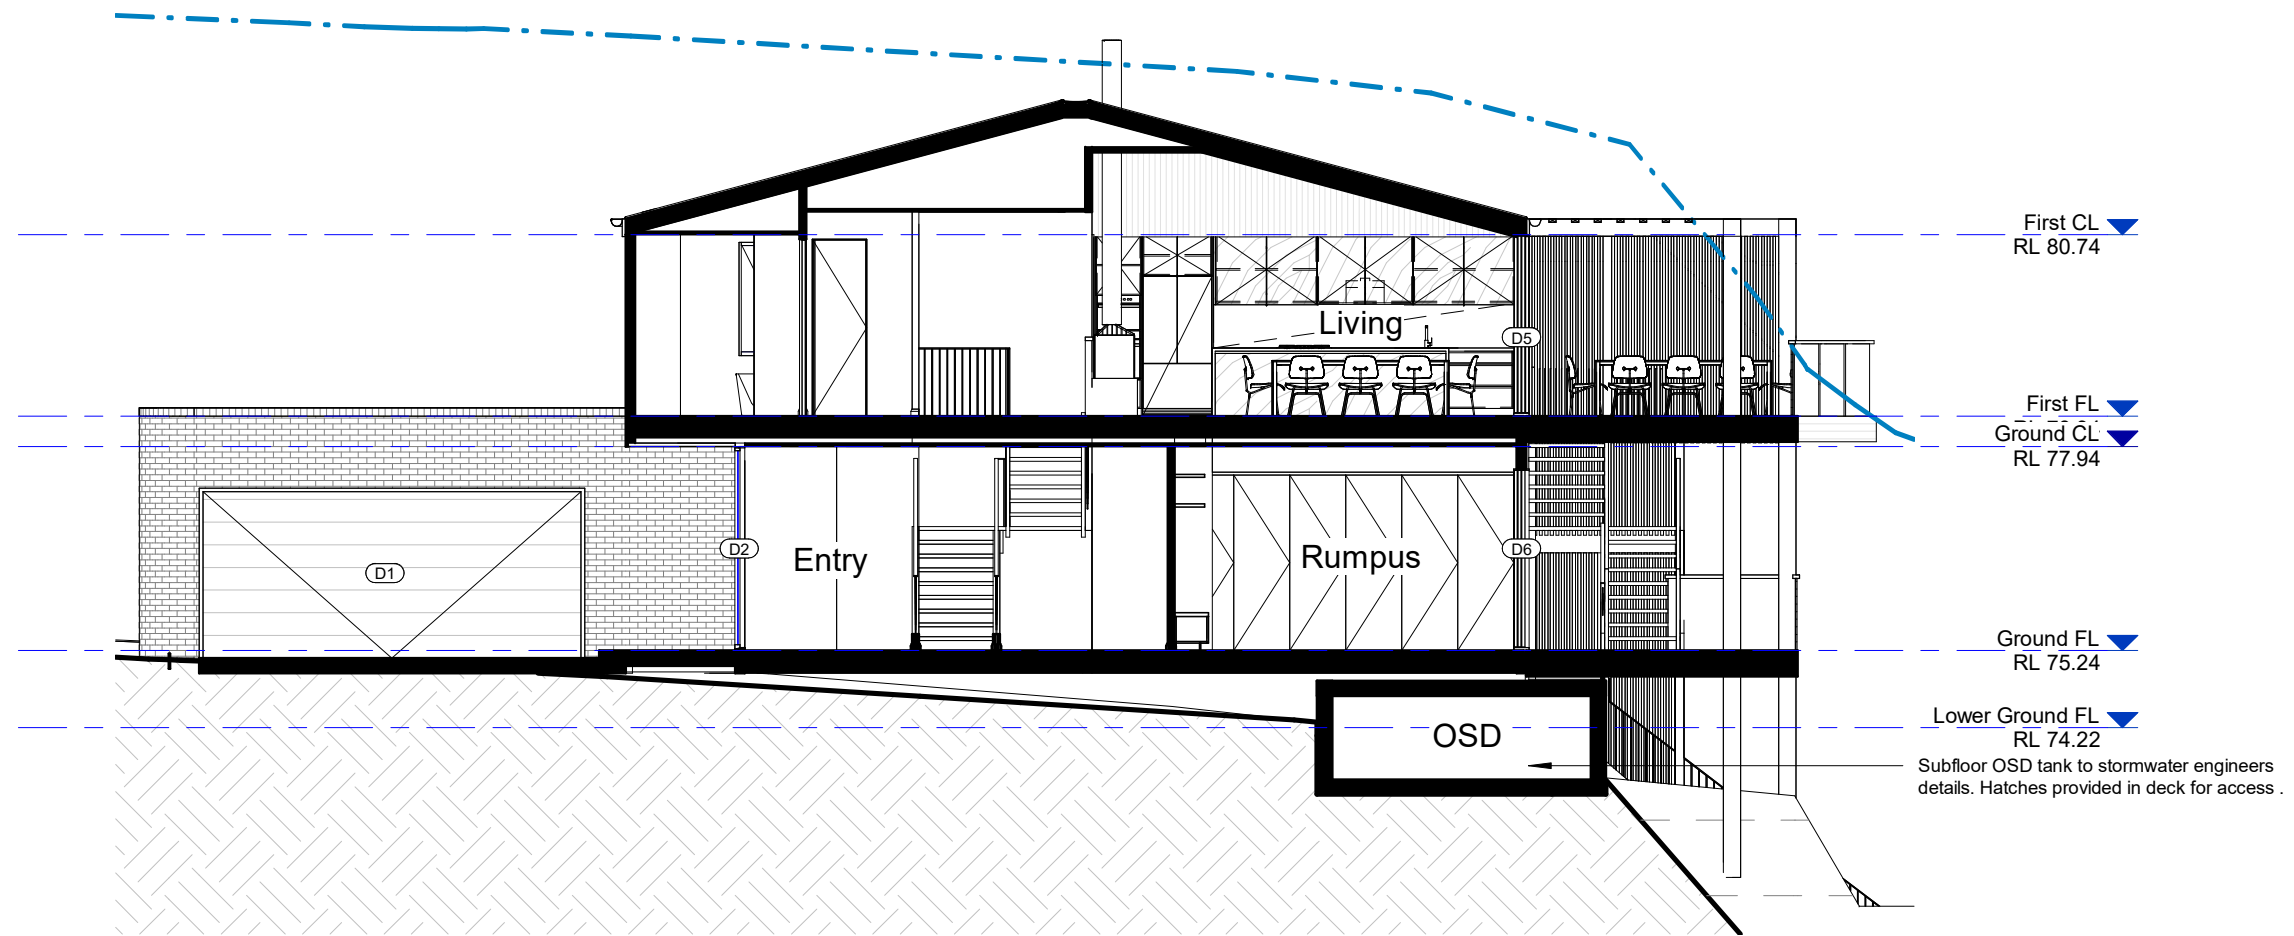 First CL
RL 80.74
Living
D5
First FL
Ground CL
RL 77.94
D2
D6
Entry
Rumpus
D1
Ground FL
RL 75.24
Lower Ground FL
RL 74.22
OSD
Subfloor OSD tank to stormwater engineers
details. Hatches provided in deck for access .